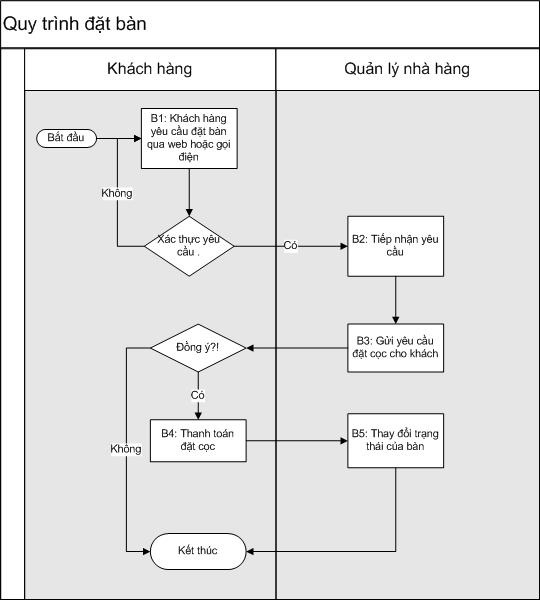 Quy trình đặt bàn
Khách hàng
Quản lý nhà hàng
Bắt đầu
B1: Khách hàng
yêu cầu đặt bàn
qua web hoặc gọi
điện
Không
Xác thực yêu
cầu .
Có
B2: Tiếp nhận yêu
cầu
Đồng ý?!
B3: Gửi yêu cầu
đặt cọc cho khách
Có
Không
B4: Thanh toán
đặt cọc
B5: Thay đổi trạng
thái của bàn
Kết thúc